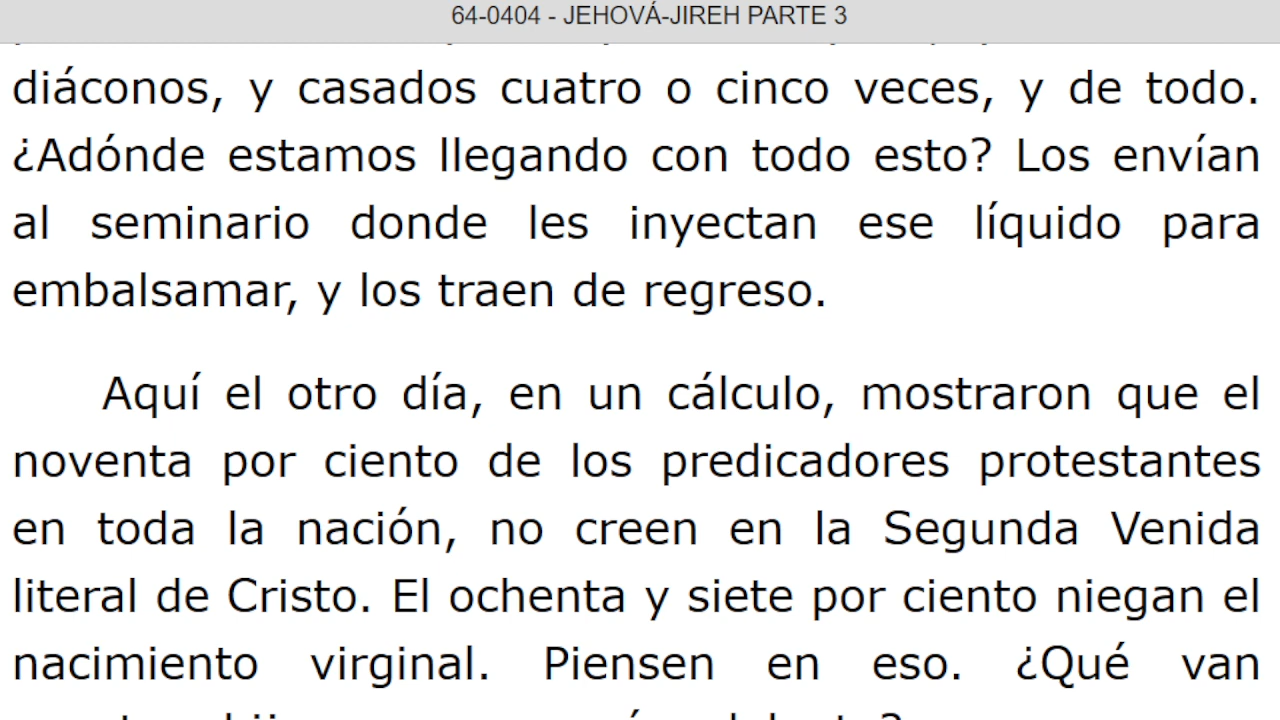 64-0404 - JEHOVÁ-JIREH PARTE 3
diáconos, y casados cuatro o cinco veces, y de todo.
¿Adónde estamos llegando con todo esto? Los envían
al seminario donde les inyectan ese líquido para
embalsamar, y los traen de regreso.
Aquí el otro día, en un cálculo, mostraron que el
noventa por ciento de los predicadores protestantes
en toda la nación, no creen en la Segunda Venida
literal de Cristo. El ochenta y siete por ciento niegan el
nacimiento virginal. Piensen en eso. ¿Qué van